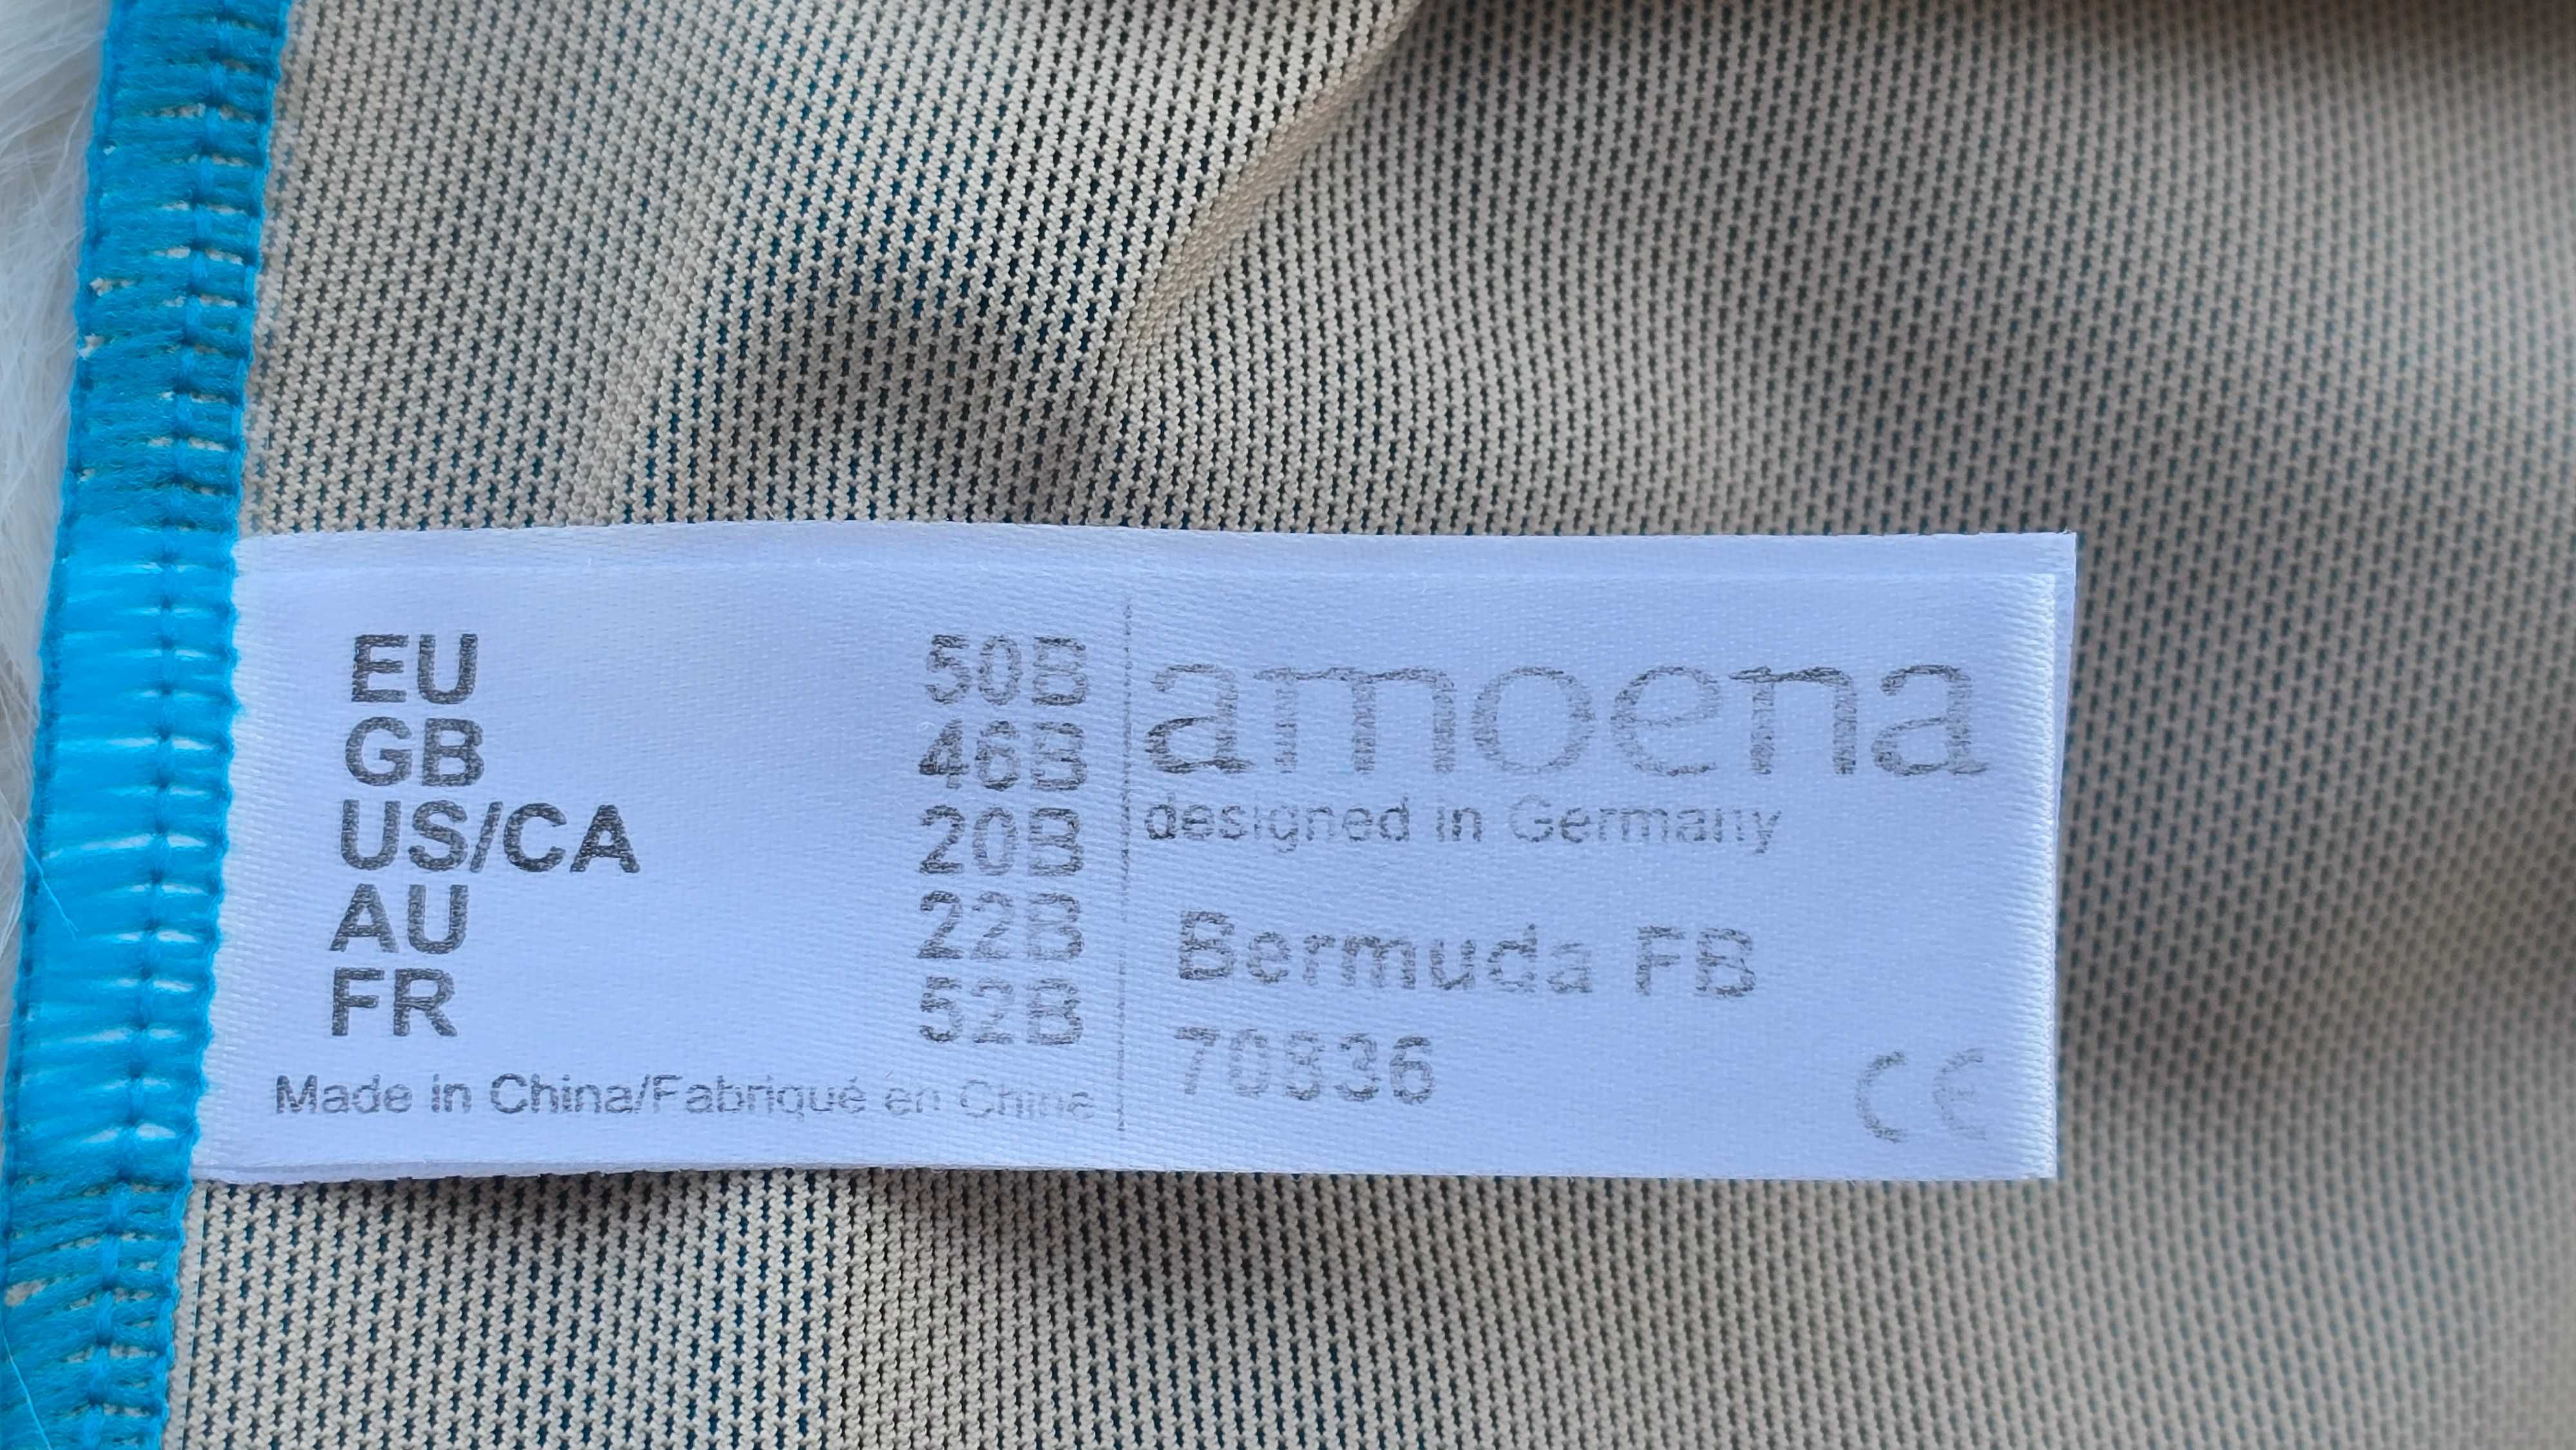 EU 50B
GB 46B
US/CA 20B
AU 22B
FR 52B
Made in China/Fabriqué en China
amoena
designed in Germany
Bermuda FB
70836
CE